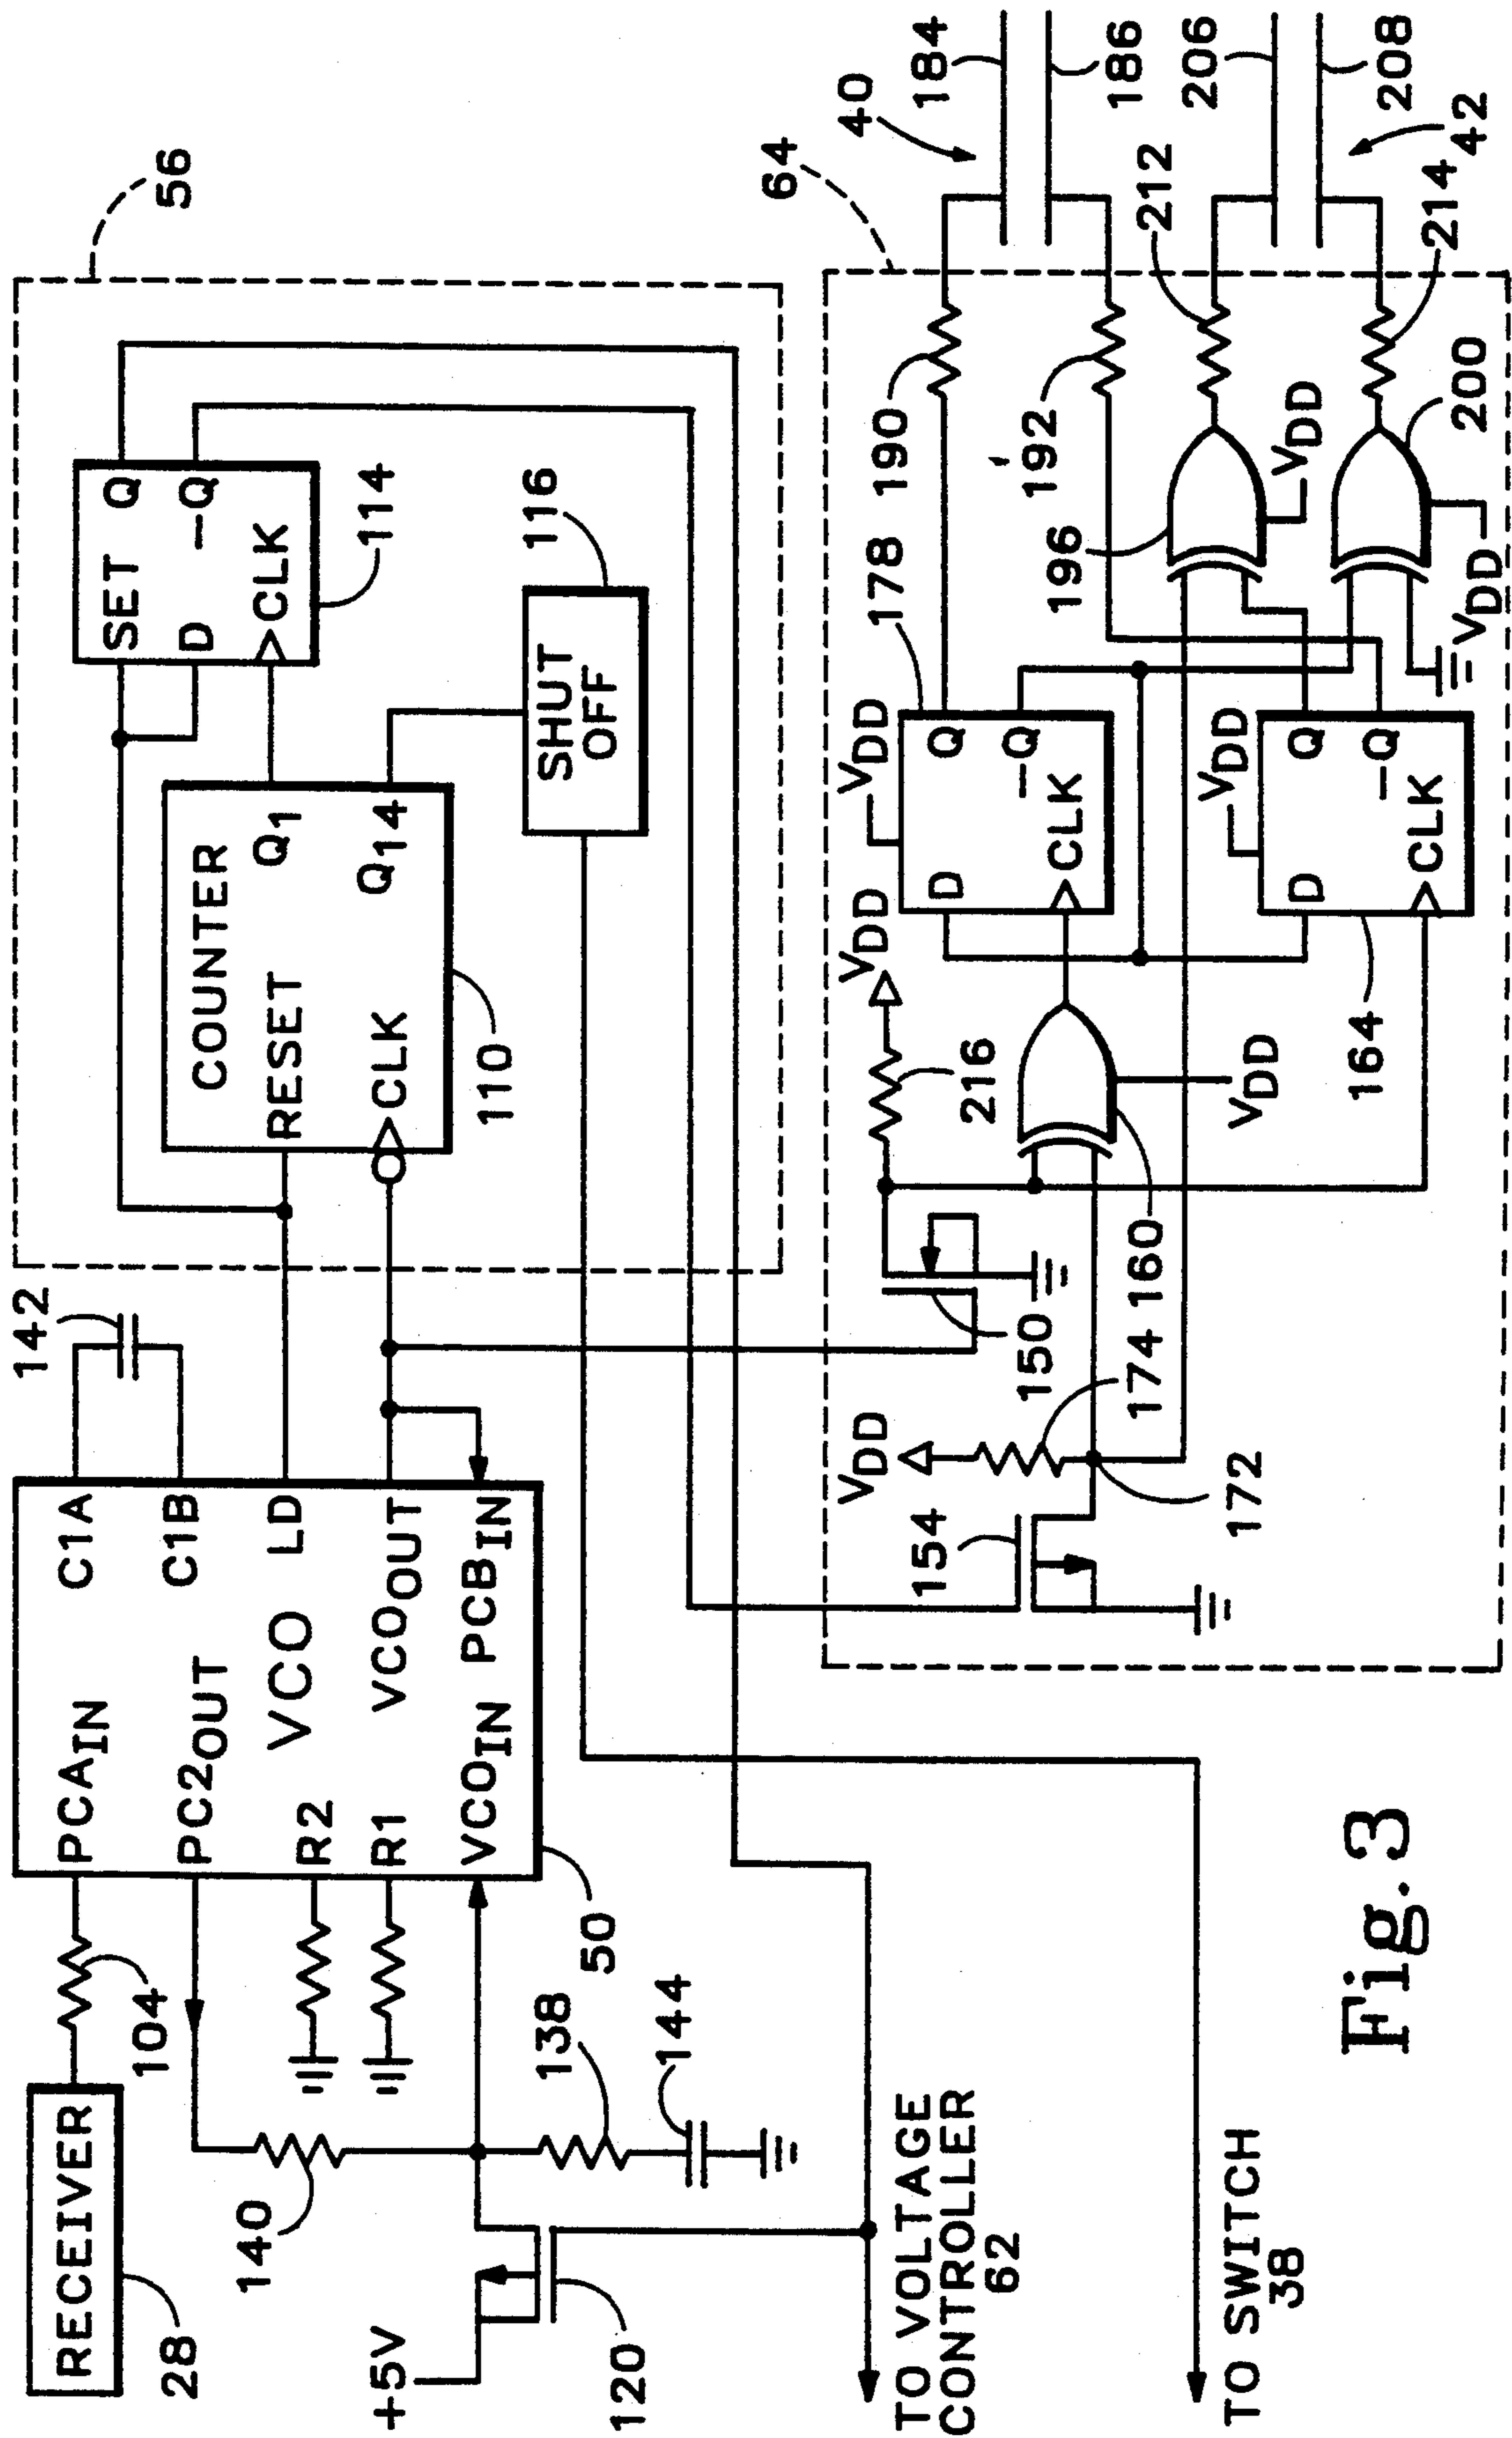 RECEIVER
28
104
PCAIN
PC2OUT
VCO
R2
R1
VCOIN
C1A
C1B
LD
VCOOUT
PCBIN
50
142
140
138
144
+5V
120
TO VOLTAGE
CONTROLLER
62
TO SWITCH
38
COUNTER
RESET
CLK
Q1
Q14
110
SET
D
Q
–Q
CLK
114
SHUT
OFF
116
56
64
154
VDD
174
172
150
160
216
VDD
VDD
VDD
D
Q
–Q
CLK
178
VDD
D
Q
–Q
CLK
164
190
192
196
VDD
200
VDD
212
214
40
184
186
206
208
42
Fig. 3